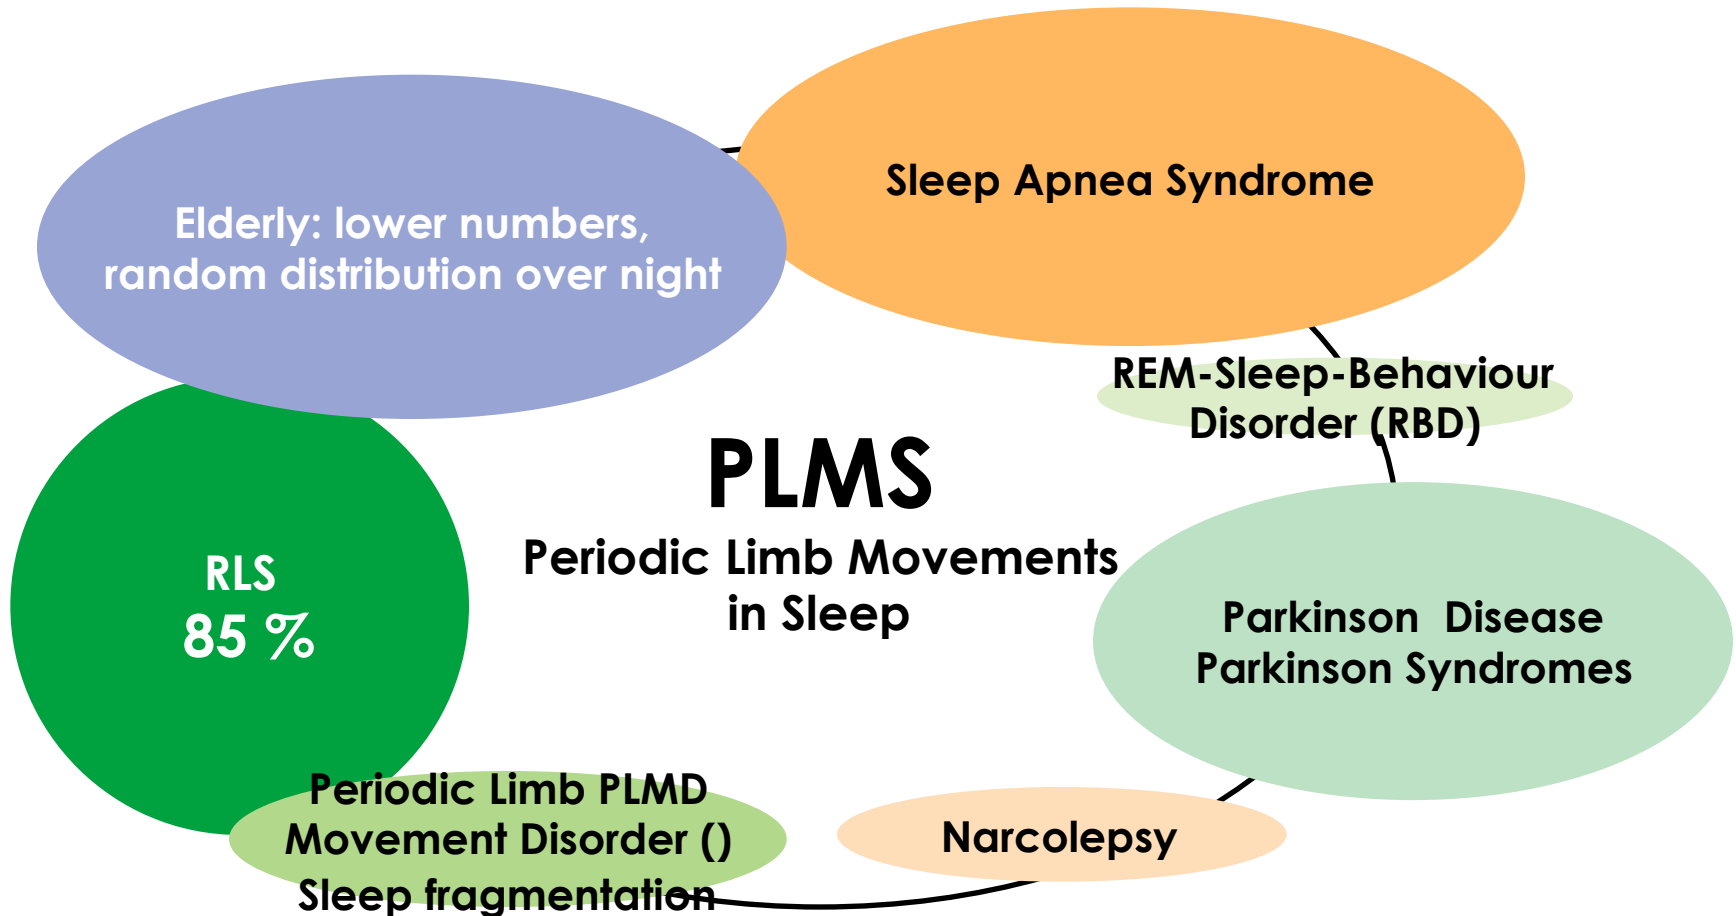 Sleep Apnea Syndrome
Elderly: lower numbers,
random distribution over night
REM-Sleep-Behaviour
Disorder (RBD)
PLMS
Periodic Limb Movements
in Sleep
RLS
85 %
Parkinson  Disease
Parkinson Syndromes
Periodic Limb PLMD
Movement Disorder ()
Sleep fragmentation
Narcolepsy